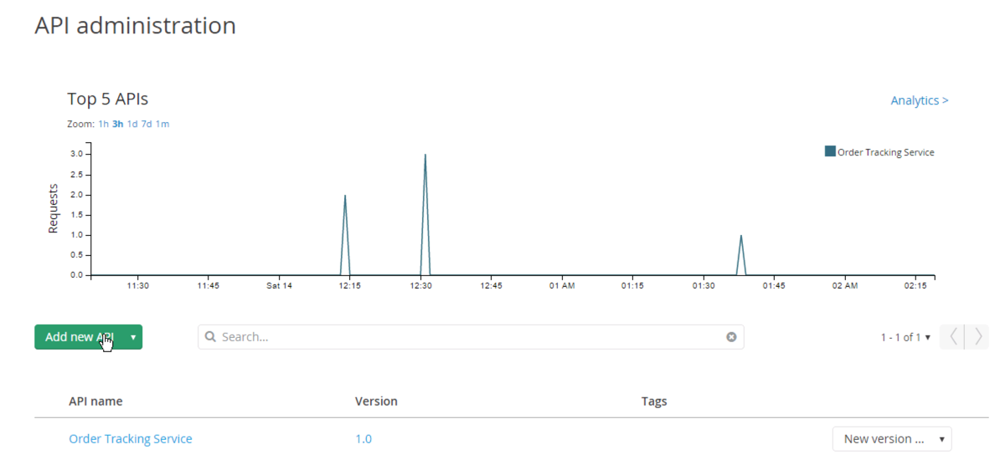 API administration
Top 5 APIs
Analytics >
Zoom: 1h 3h 1d 7d 1m
Order Tracking Service
Requests
3.0
2.5
2.0
1.5
1.0
0.5
0.0
11:30 11:45 Sat 14 12:15 12:30 12:45 01 AM 01:15 01:30 01:45 02 AM 02:15
Add new API
Search...
1 - 1 of 1
API name Version Tags
Order Tracking Service 1.0 New version ...